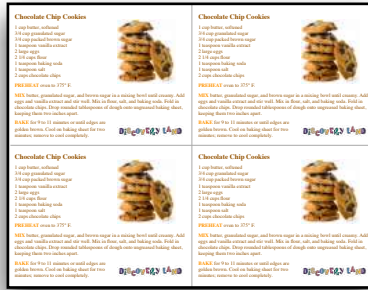 Chocolate Chip Cookies
1 cup butter, softened
3/4 cup granulated sugar
3/4 cup packed brown sugar
1 teaspoon vanilla extract
2 large eggs
2 1/4 cups flour
1 teaspoon baking soda
1 teaspoon salt
2 cups chocolate chips
PREHEAT oven to 375° F.
MIX butter, granulated sugar, and brown sugar in a mixing bowl until creamy. Add
eggs and vanilla extract and stir well. Mix in flour, salt, and baking soda. Fold in
chocolate chips. Drop rounded tablespoons of dough onto ungreased baking sheet,
keeping them two inches apart.
BAKE for 9 to 11 minutes or until edges are
golden brown. Cool on baking sheet for two
minutes, remove to cool completely.
DISCOVERY LAND
Chocolate Chip Cookies
1 cup butter, softened
3/4 cup granulated sugar
3/4 cup packed brown sugar
1 teaspoon vanilla extract
2 large eggs
2 1/4 cups flour
1 teaspoon baking soda
1 teaspoon salt
2 cups chocolate chips
PREHEAT oven to 375° F.
MIX butter, granulated sugar, and brown sugar in a mixing bowl until creamy. Add
eggs and vanilla extract and stir well. Mix in flour, salt, and baking soda. Fold in
chocolate chips. Drop rounded tablespoons of dough onto ungreased baking sheet,
keeping them two inches apart.
BAKE for 9 to 11 minutes or until edges are
golden brown. Cool on baking sheet for two
minutes, remove to cool completely.
DISCOVERY LAND
Chocolate Chip Cookies
1 cup butter, softened
3/4 cup granulated sugar
3/4 cup packed brown sugar
1 teaspoon vanilla extract
2 large eggs
2 1/4 cups flour
1 teaspoon baking soda
1 teaspoon salt
2 cups chocolate chips
PREHEAT oven to 375° F.
MIX butter, granulated sugar, and brown sugar in a mixing bowl until creamy. Add
eggs and vanilla extract and stir well. Mix in flour, salt, and baking soda. Fold in
chocolate chips. Drop rounded tablespoons of dough onto ungreased baking sheet,
keeping them two inches apart.
BAKE for 9 to 11 minutes or until edges are
golden brown. Cool on baking sheet for two
minutes, remove to cool completely.
DISCOVERY LAND
Chocolate Chip Cookies
1 cup butter, softened
3/4 cup granulated sugar
3/4 cup packed brown sugar
1 teaspoon vanilla extract
2 large eggs
2 1/4 cups flour
1 teaspoon baking soda
1 teaspoon salt
2 cups chocolate chips
PREHEAT oven to 375° F.
MIX butter, granulated sugar, and brown sugar in a mixing bowl until creamy. Add
eggs and vanilla extract and stir well. Mix in flour, salt, and baking soda. Fold in
chocolate chips. Drop rounded tablespoons of dough onto ungreased baking sheet,
keeping them two inches apart.
BAKE for 9 to 11 minutes or until edges are
golden brown. Cool on baking sheet for two
minutes, remove to cool completely.
DISCOVERY LAND